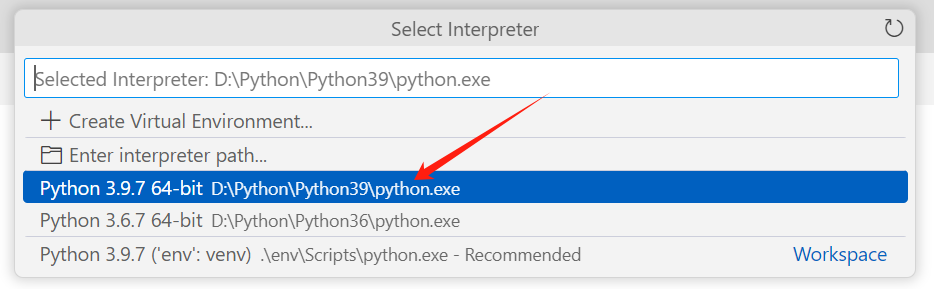 Select Interpreter
Selected Interpreter: D:\Python\Python39\python.exe
+ Create Virtual Environment...
Enter interpreter path...
Python 3.9.7 64-bit D:\Python\Python39\python.exe
Python 3.6.7 64-bit D:\Python\Python36\python.exe
Python 3.9.7 ('env': venv) .\env\Scripts\python.exe - Recommended Workspace